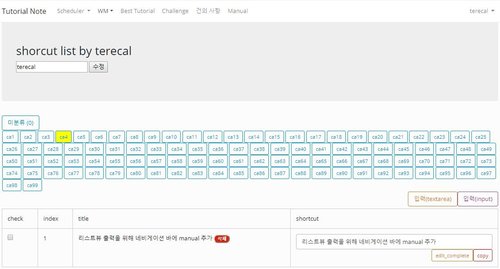 Tutorial Note Scheduler WM Best Tutorial Challenge 건의 사항 Manual terecal
shorcut list by terecal
terecal 수정
미분류 (0)
ca1 ca2 ca3 ca4 ca5 ca6 ca7 ca8 ca9 ca10 ca11 ca12 ca13 ca14 ca15 ca16 ca17 ca18 ca19 ca20 ca21 ca22 ca23 ca24 ca25
ca26 ca27 ca28 ca29 ca30 ca31 ca32 ca33 ca34 ca35 ca36 ca37 ca38 ca39 ca40 ca41 ca42 ca43 ca44 ca45 ca46 ca47 ca48 ca49
ca50 ca51 ca52 ca53 ca54 ca55 ca56 ca57 ca58 ca59 ca60 ca61 ca62 ca63 ca64 ca65 ca66 ca67 ca68 ca69 ca70 ca71 ca72 ca73
ca74 ca75 ca76 ca77 ca78 ca79 ca80 ca81 ca82 ca83 ca84 ca85 ca86 ca87 ca88 ca89 ca90 ca91 ca92 ca93 ca94 ca95 ca96 ca97
ca98 ca99
입력(textarea) 입력(input)
check index title shortcut
1 리스트뷰 출력을 위해 네비게이션 바에 manual 추가 삭제 리스트뷰 출력을 위해 네비게이션 바에 manual 추가
edit_complete copy